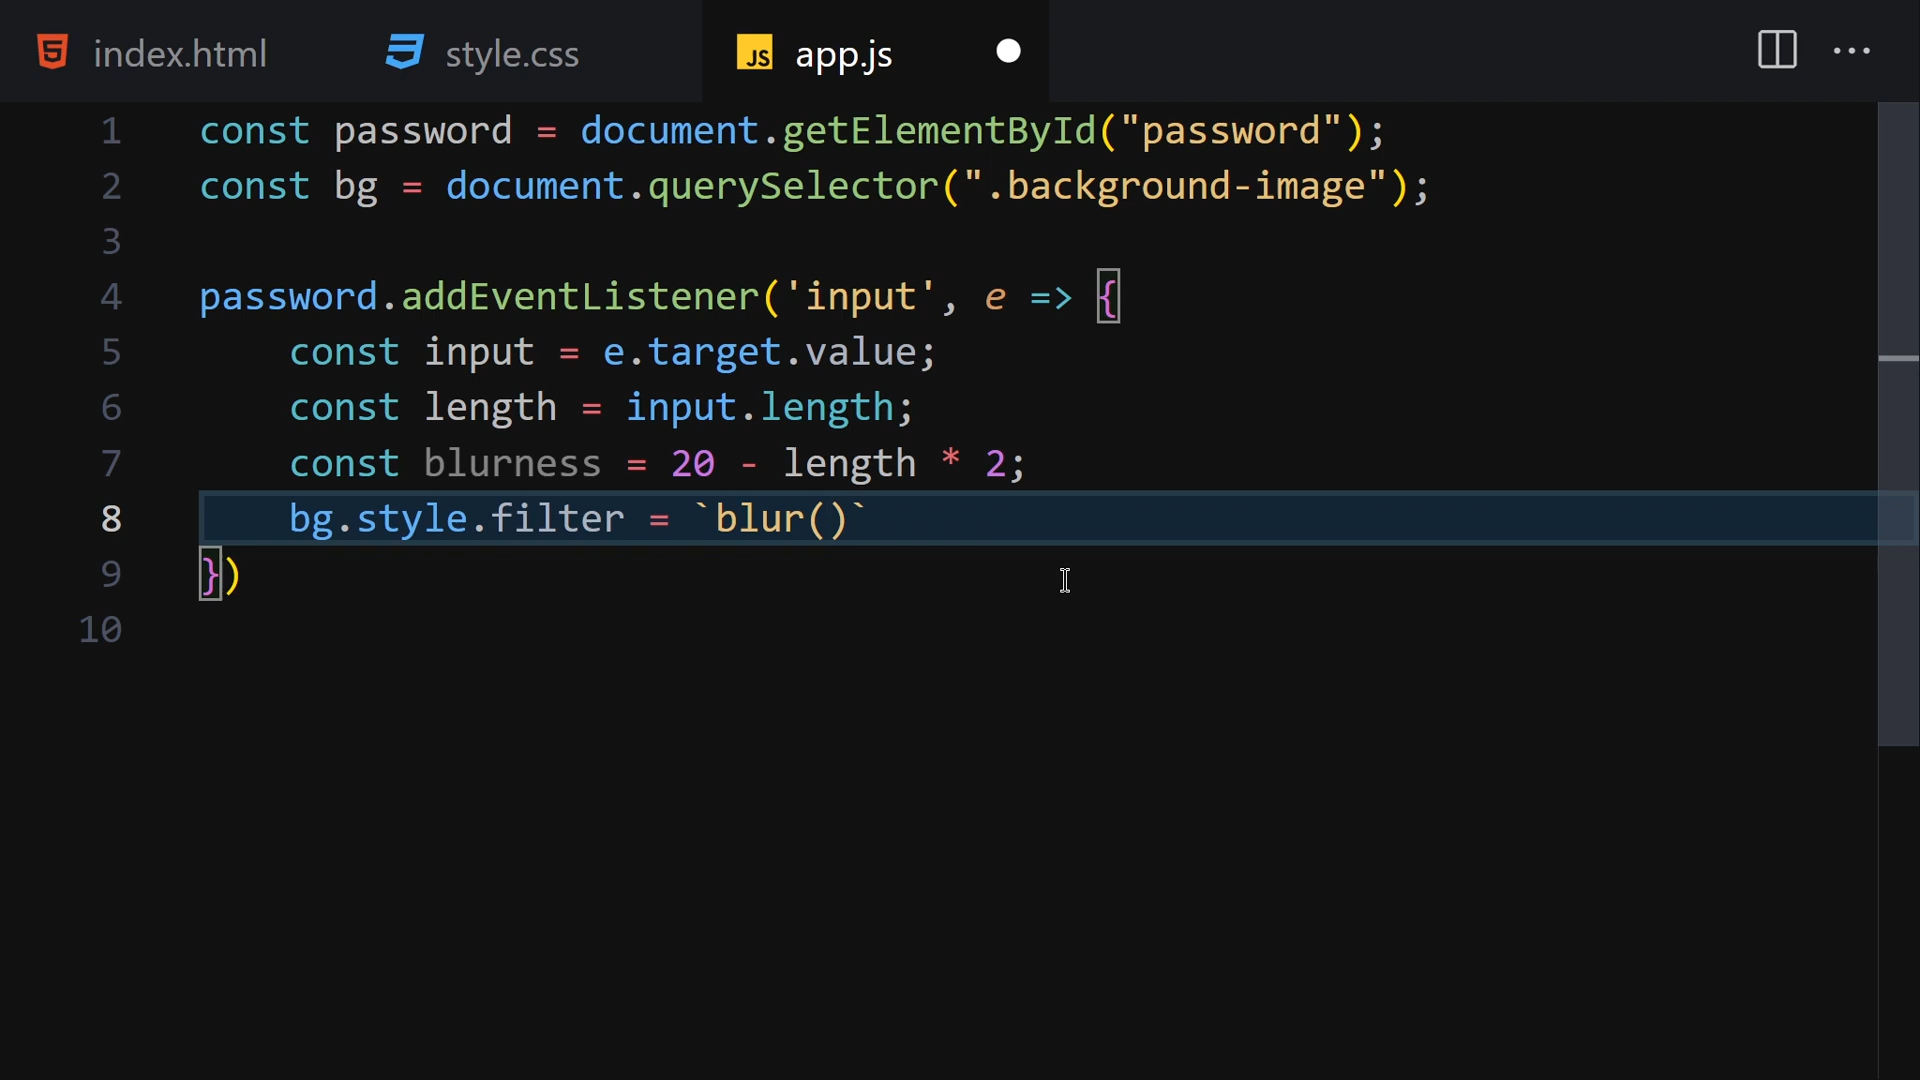 index.html style.css JS app.js
1 const password = document.getElementById("password");
2 const bg = document.querySelector(".background-image");
3
4 password.addEventListener('input', e => {
5 const input = e.target.value;
6 const length = input.length;
7 const blurness = 20 - length * 2;
8 bg.style.filter = `blur()`
9 })
10